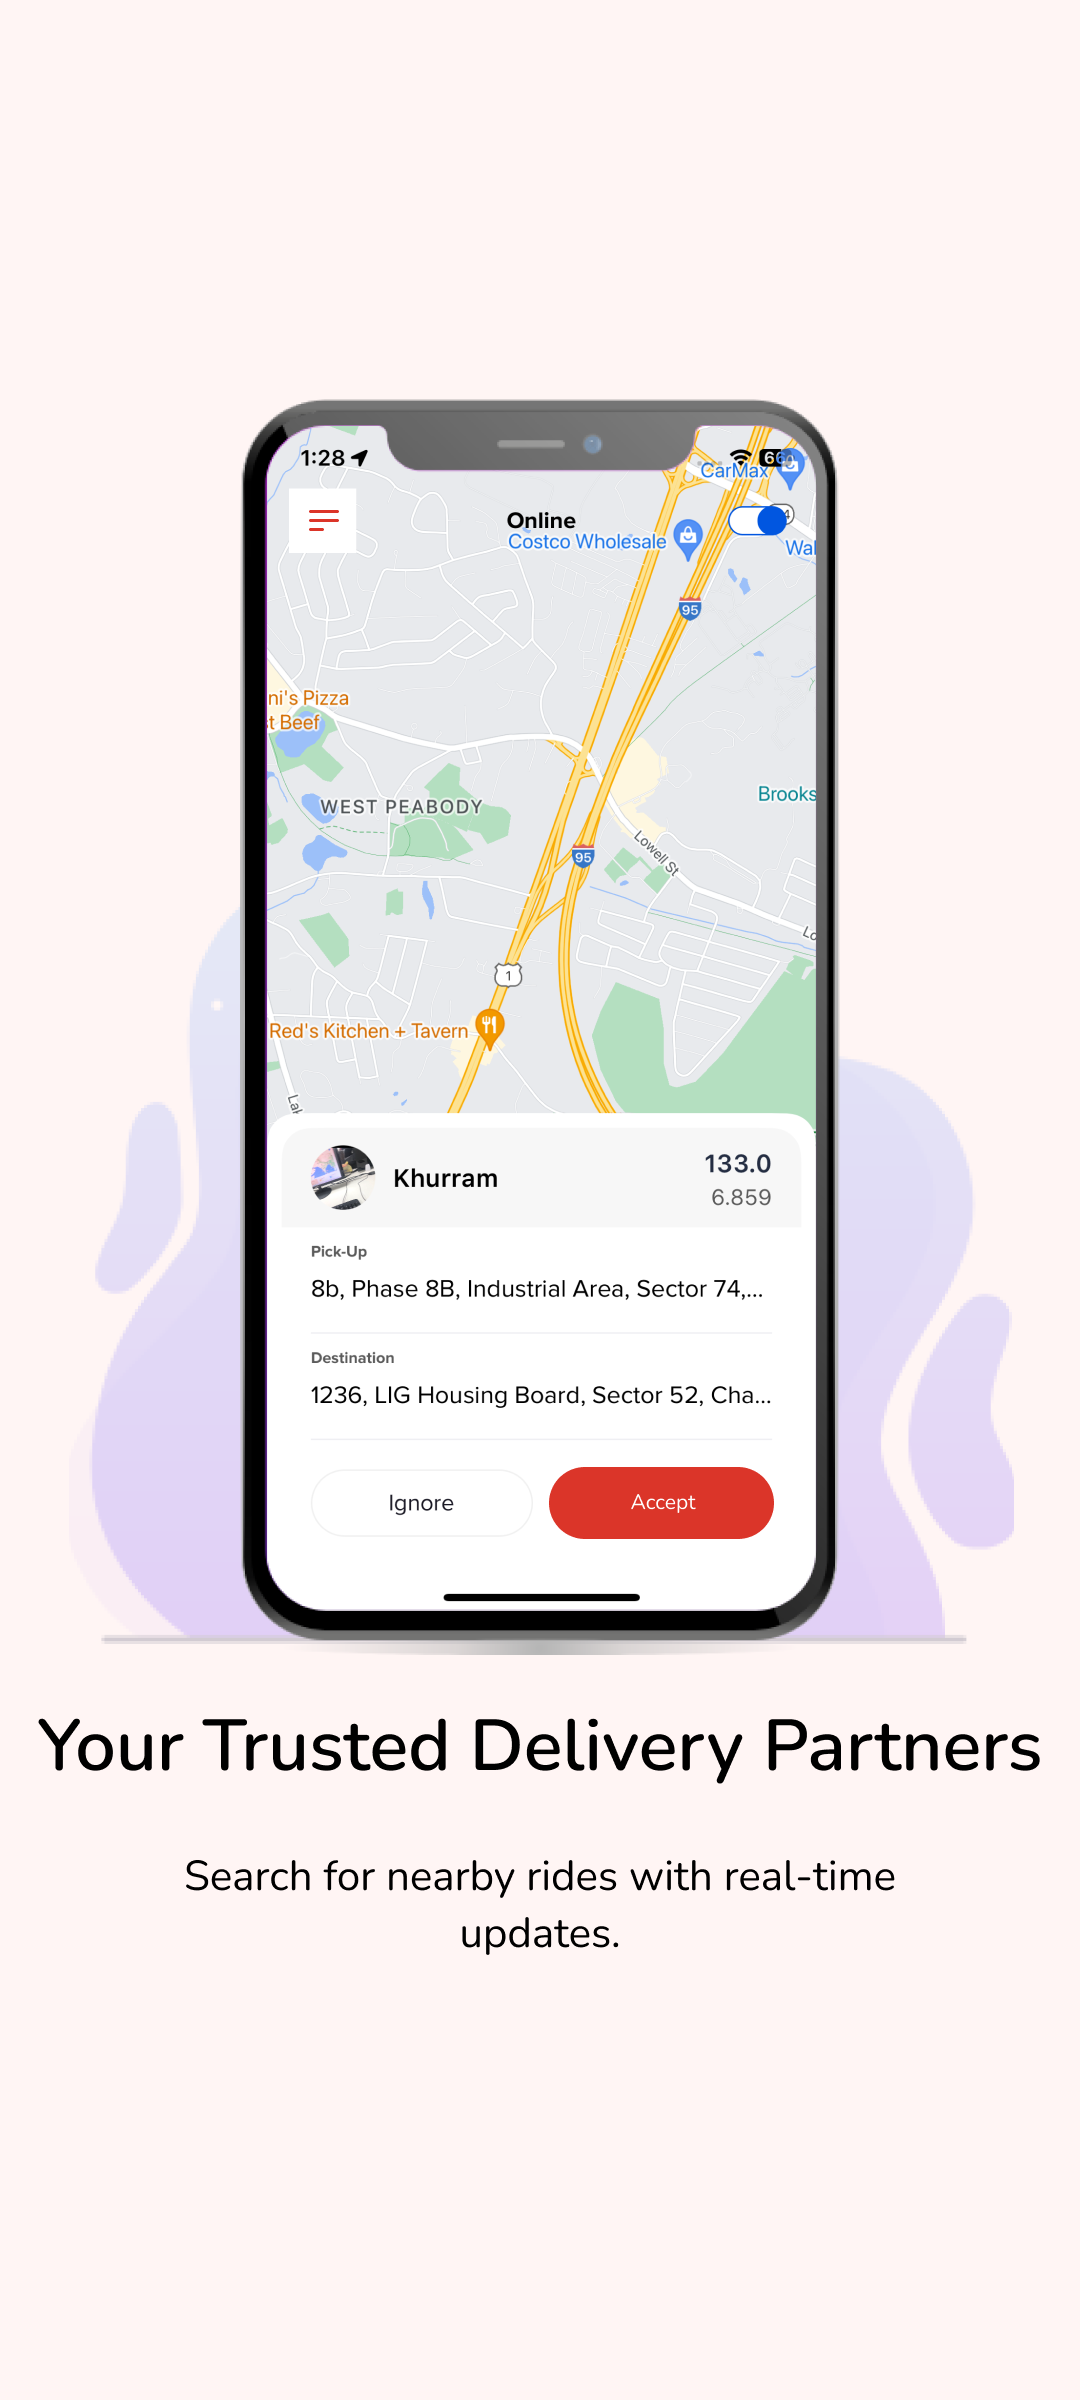 1:28
CarMax
Online
Costco Wholesale
Wal
95
ni's Pizza
t Beef
WEST PEABODY
Brooks
Lowell St
95
Lo
1
Red's Kitchen + Tavern
Lak
Khurram
133.0
6.859
Pick-Up
8b, Phase 8B, Industrial Area, Sector 74,...
Destination
1236, LIG Housing Board, Sector 52, Cha...
Ignore
Accept
Your Trusted Delivery Partners
Search for nearby rides with real-time
updates.